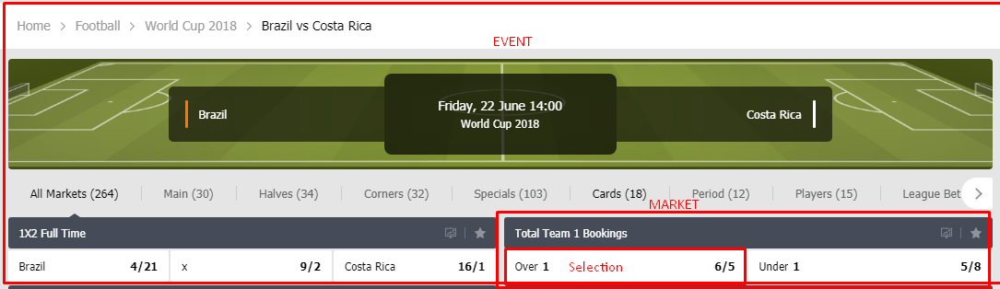 Home > Football > World Cup 2018 > Brazil vs Costa Rica
EVENT
Friday, 22 June 14:00
Brazil Costa Rica
World Cup 2018
All Markets (264) Main (30) Halves (34) Corners (32) Specials (103) Cards (18) Period (12) Players (15) League Bet >
MARKET
1X2 Full Time Total Team 1 Bookings
Brazil 4/21 x 9/2 Costa Rica 16/1 Over 1 Selection 6/5 Under 1 5/8